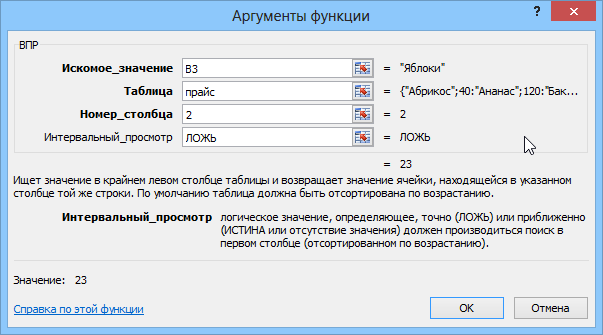 Аргументы функции
?
ВПР
Искомое_значение B3 = "Яблоки"
Таблица прайс = {"Абрикос";40:"Ананас";120:"Бак...
Номер_столбца 2 = 2
Интервальный_просмотр ЛОЖЬ = ЛОЖЬ
= 23
Ищет значение в крайнем левом столбце таблицы и возвращает значение ячейки, находящейся в указанном
столбце той же строки. По умолчанию таблица должна быть отсортирована по возрастанию.
Интервальный_просмотр логическое значение, определяющее, точно (ЛОЖЬ) или приближенно
(ИСТИНА или отсутствие значения) должен производиться поиск в
первом столбце (отсортированном по возрастанию).
Значение: 23
Справка по этой функции
ОК
Отмена